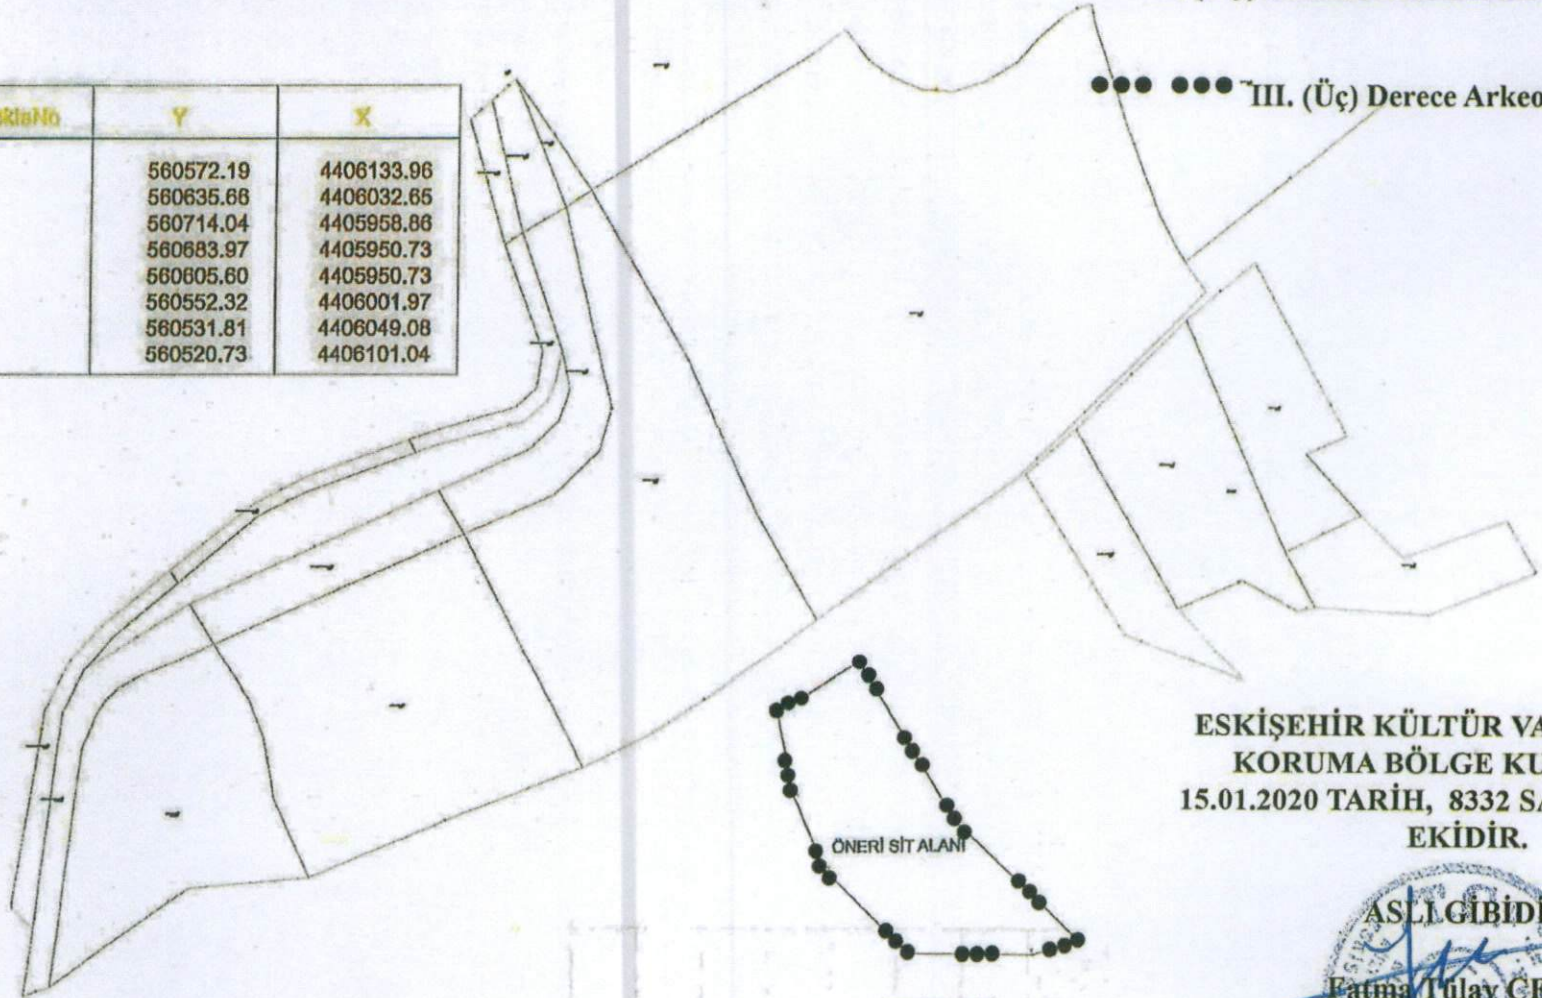 Y X
560572.19 4406133.96
560635.66 4406032.65
560714.04 4405958.86
560683.97 4405950.73
560605.60 4405950.73
560552.32 4406001.97
560531.81 4406049.08
560520.73 4406101.04
III. (Üç) Derece Arkeo
ÖNERİ SİT ALANI
ESKİŞEHİR KÜLTÜR VA
KORUMA BÖLGE KU
15.01.2020 TARİH, 8332 SA
EKİDİR.
ASLI GİBİDİ
Fatma Tülay ÇE